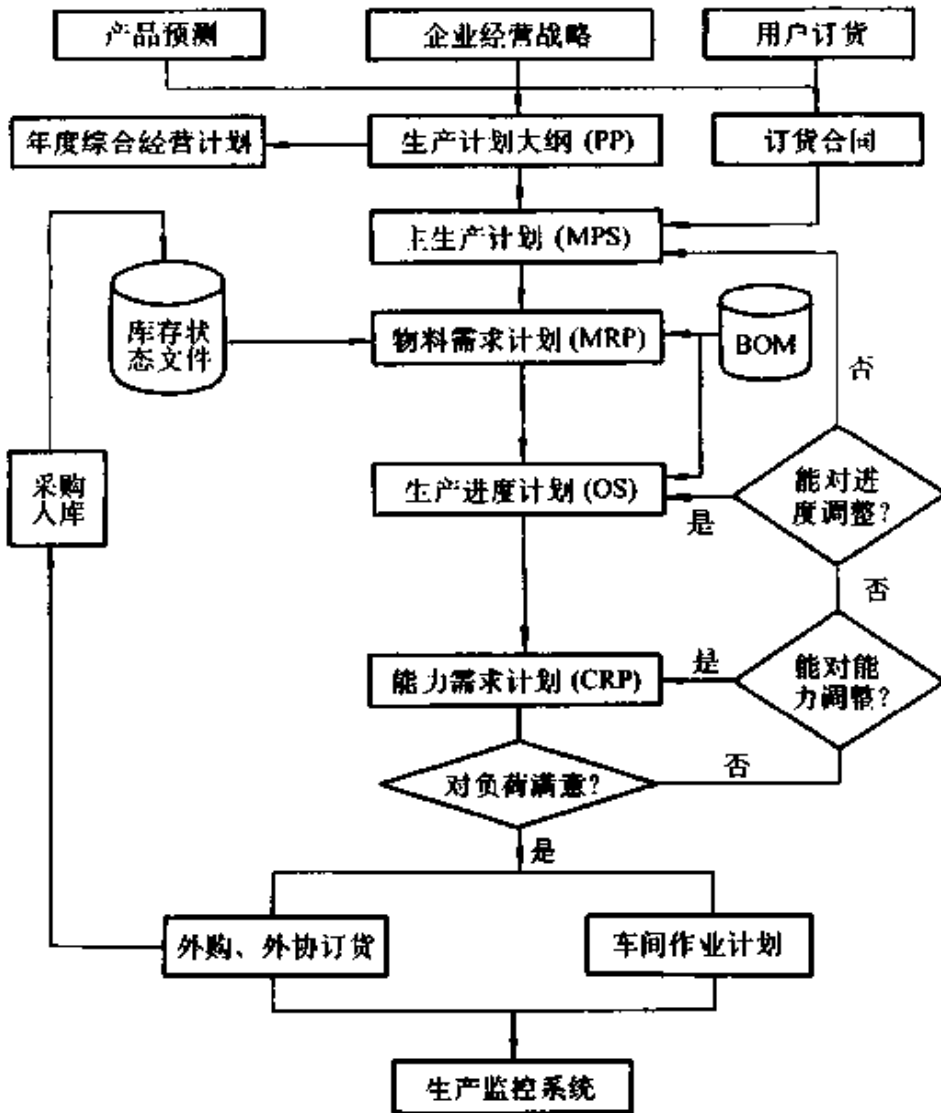 产品预测
企业经营战略
用户订货
年度综合经营计划
生产计划大纲 (PP)
订货合同
主生产计划 (MPS)
库存状
态文件
物料需求计划 (MRP)
BOM
否
采购
入库
生产进度计划 (OS)
能对进
度调整?
是
否
能力需求计划 (CRP)
是
能对能
力调整?
对负荷满意?
否
是
外购、外协订货
车间作业计划
生产监控系统